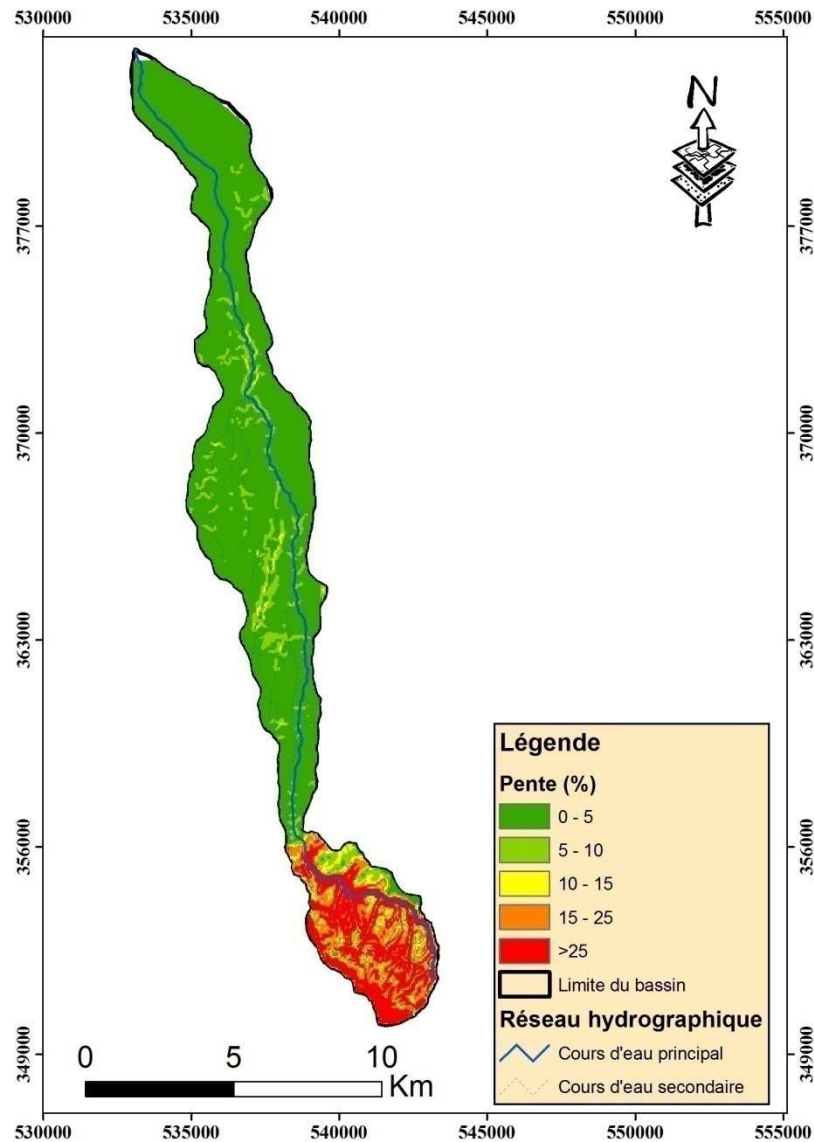 530000 535000 540000 545000 550000 555000
N
377000 377000
370000 370000
363000 363000
356000 356000
349000 349000
Légende
Pente (%)
0 - 5
5 - 10
10 - 15
15 - 25
>25
Limite du bassin
Réseau hydrographique
Cours d'eau principal
Cours d'eau secondaire
0 5 10
Km
530000 535000 540000 545000 550000 555000